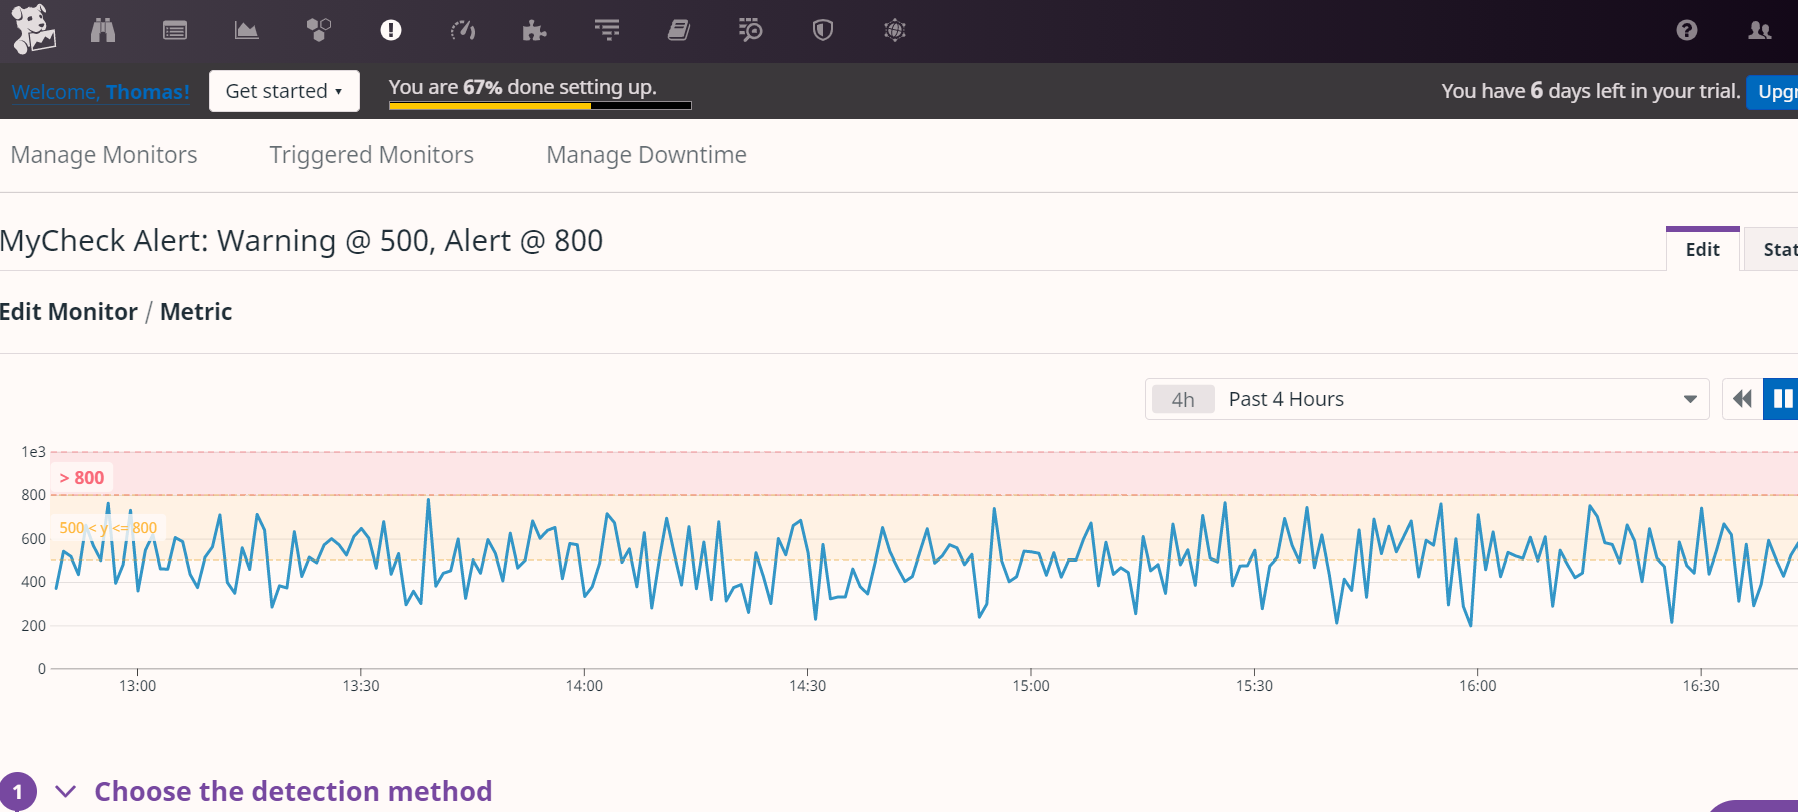 Welcome, Thomas!
Get started ▾
You are 67% done setting up.
You have 6 days left in your trial.
Upgr
Manage Monitors
Triggered Monitors
Manage Downtime
MyCheck Alert: Warning @ 500, Alert @ 800
Edit
Stat
Edit Monitor / Metric
4h Past 4 Hours
1e3
> 800
800
500 < y <= 800
600
400
200
0
13:00 13:30 14:00 14:30 15:00 15:30 16:00 16:30
1 Choose the detection method